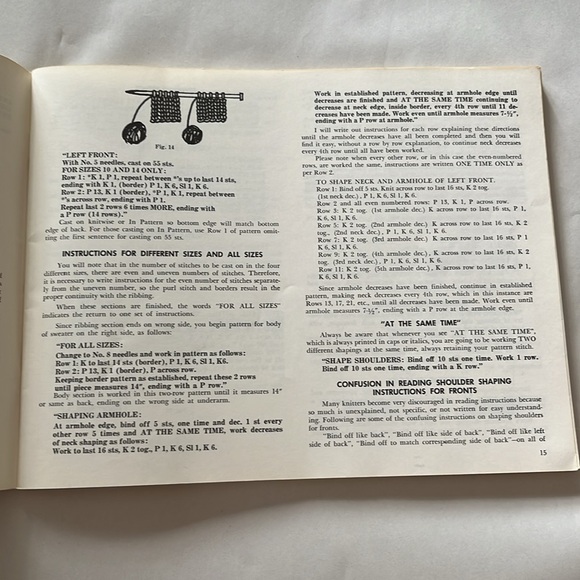 Fig. 14
"LEFT FRONT:
With No. 5 needles, cast on 55 sts.
FOR SIZES 10 AND 14 ONLY:
Row 1: *K 1, P 1, repeat between *'s up to last 14 sts,
ending with K 1, (border) P 1, K 6, Sl 1, K 6.
Row 2: P 13, K 1 (border), *P 1, K 1, repeat between
*'s across row, ending with P 1.
Repeat last 2 rows 6 times MORE, ending with
a P row (14 rows)."
Cast on knitwise or In Pattern so bottom edge will match bottom
edge of back. For those casting on In Pattern, use Row 1 of pattern omit-
ting the first sentence for casting on 55 sts.
INSTRUCTIONS FOR DIFFERENT SIZES AND ALL SIZES
You will note that in the number of stitches to be cast on in the four
different sizes, there are even and uneven numbers of stitches. Therefore,
it is necessary to write instructions for the even number of stitches separate-
ly from the uneven number, so the purl stitch and borders result in the
proper continuity with the ribbing.
When these sections are finished, the words "FOR ALL SIZES"
indicates the return to one set of instructions.
Since ribbing section ends on wrong side, you begin pattern for body
of sweater on the right side, as follows:
"FOR ALL SIZES:
Change to No. 8 needles and work in pattern as follows:
Row 1: K to last 14 sts (border), P 1, K 6, Sl 1, K6.
Row 2: P 13, K 1 (border), P across row.
Keeping border pattern as established, repeat these 2 rows
until piece measures 14", ending with a P row."
Body section is worked in this two-row pattern until it measures 14"
or same as back, ending on the wrong side at underarm.
"SHAPING ARMHOLE:
At armhole edge, bind off 5 sts, one time and dec. 1 st every
other row 5 times and AT THE SAME TIME, work decreases
of neck shaping as follows:
Work to last 16 sts, K 2 tog., P 1, K 6, Sl 1, K 6.
Work in established pattern, decreasing at armhole edge until
decreases are finished and AT THE SAME TIME continuing to
decrease at neck edge, inside border, every 4th row until 11 de-
creases have been made. Work even until armhole measures 7-½",
ending with a P row at armhole."
I will write out instructions for each row explaining these directions
until the armhole decreases have all been completed and then you will
find it easy, without a row by row explanation, to continue neck decreases
every 4th row until all have been worked.
Please note when every other row, or in this case the even-numbered
rows, are worked the same, instructions are written ONE TIME ONLY as
per Row 2.
TO SHAPE NECK AND ARMHOLE OF LEFT FRONT.
Row 1: Bind off 5 sts. Knit across row to last 16 sts, K 2 tog.
(1st neck dec.), P 1, K 6, Sl 1, K 6.
Row 2 and all even numbered rows: P 13, K 1, P across row.
Row 3: K 2 tog. (1st armhole dec.) K across row to last 16 sts, P 1,
K 6, Sl 1, K 6.
Row 5: K 2 tog. (2nd armhole dec.) K across row to last 16 sts, K 2
tog., (2nd neck dec.), P 1, K 6, Sl 1, K 6.
Row 7: K 2 tog. (3rd armhole dec.) K across row to last 16 sts, P 1,
K 6, Sl 1, K 6.
Row 9: K 2 tog. (4th armhole dec.), K across row to last 16 sts, K 2
tog. (3rd neck dec.) P 1, K 6, Sl 1, K 6.
Row 11: K 2 tog. (5th armhole dec.), K across row to last 16 sts, P 1,
K 6, Sl 1, K 6.
Since armhole decreases have been finished, continue in established
pattern, making neck decreases every 4th row, which in this instance are
Rows 13, 17, 21, etc., until all decreases have been made. Work even until
armhole measures 7-½", ending with a P row at the armhole edge.
"AT THE SAME TIME"
Always be aware that whenever you see "AT THE SAME TIME",
which is always printed in caps or italics, you are going to be working TWO
different shapings at the same time, always retaining your pattern stitch.
"SHAPE SHOULDERS: Bind off 10 sts one time. Work 1 row.
Bind off 10 sts one time, ending with a K row."
CONFUSION IN READING SHOULDER SHAPING
INSTRUCTIONS FOR FRONTS
Many knitters become very discouraged in reading instructions because
so much is unexplained, not specific, or not written for easy understand-
ing. Following are some of the confusing instructions on shaping shoulders
for fronts.
"Bind off like back", "Bind off like side of back", "Bind off like left
side of back", "Bind off to match corresponding side of back"—on all of
15